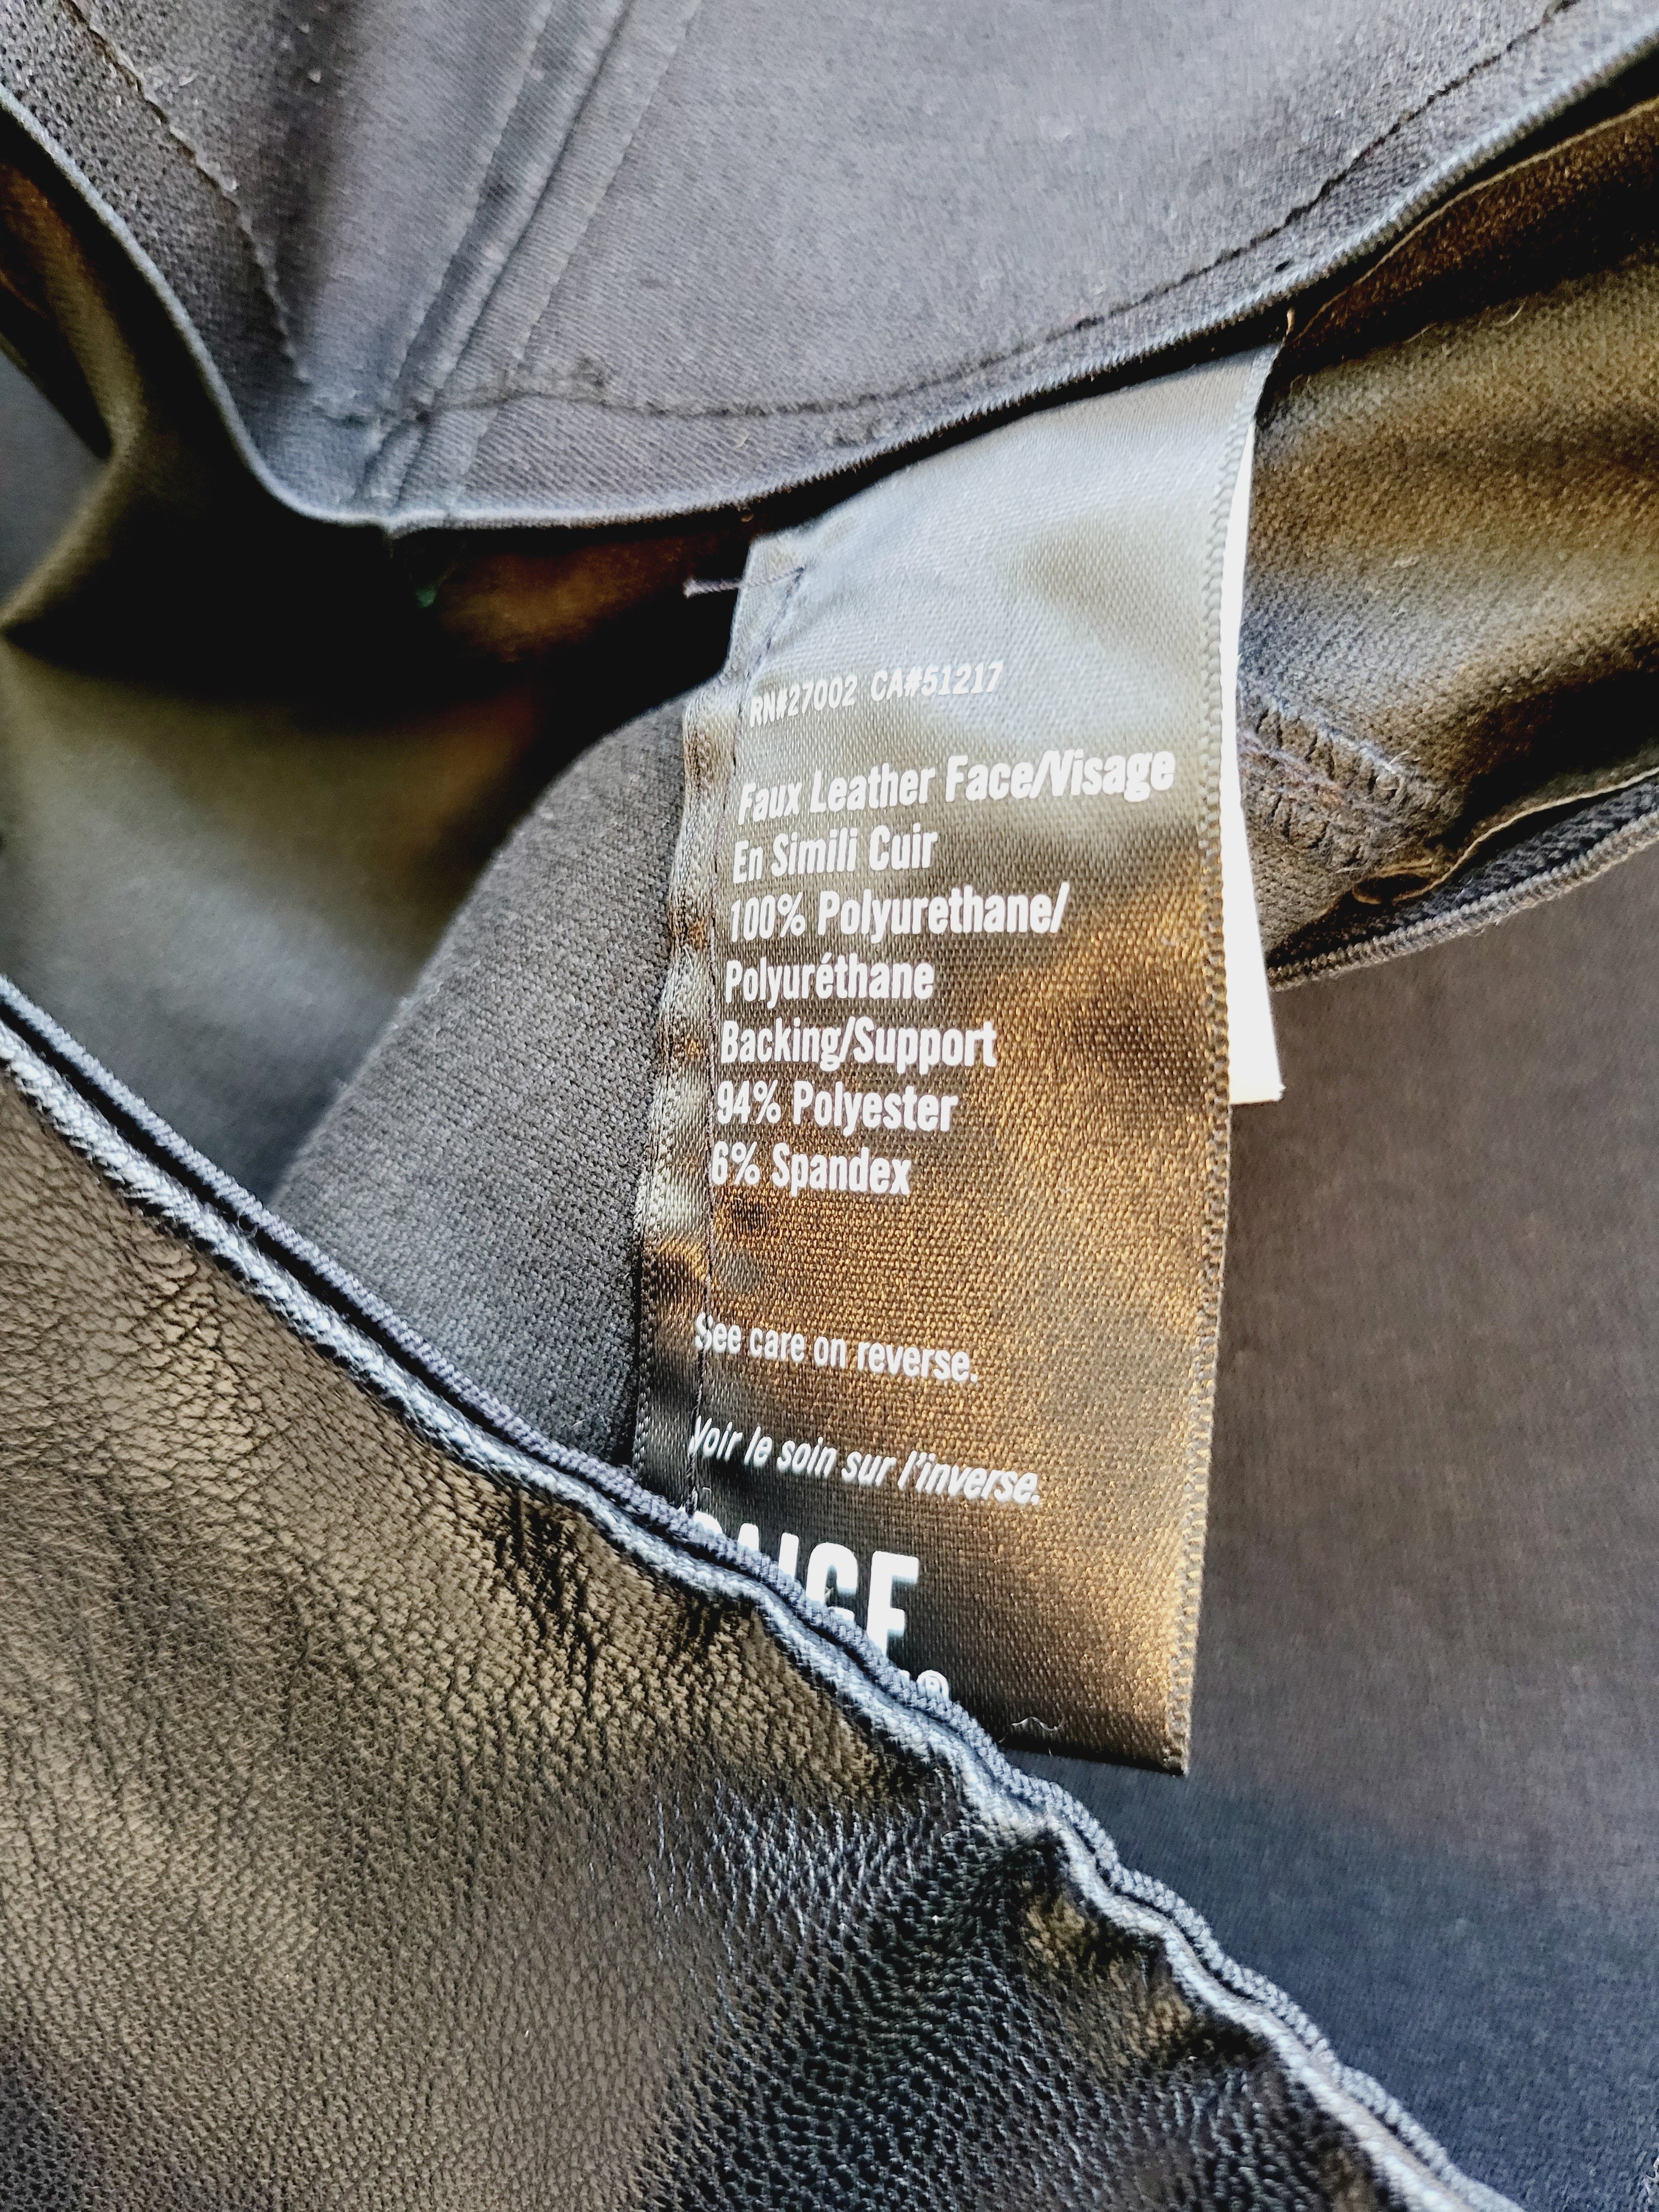 RN#27002 CA#51217
Faux Leather Face/Visage
En Simili Cuir
100% Polyurethane/
Polyuréthane
Backing/Support
94% Polyester
6% Spandex
See care on reverse.
Voir le soin sur l'inverse.
PAIGE
®